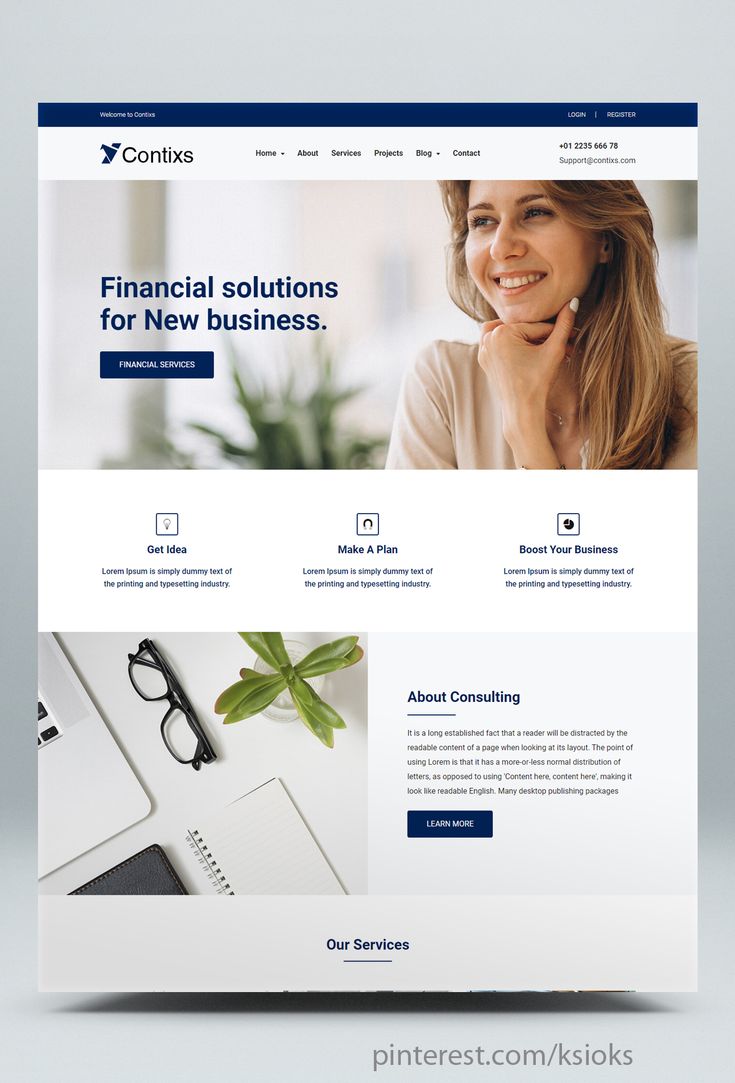 Welcome to Contixs
LOGIN | REGISTER
Contixs
Home About Services Projects Blog Contact
+01 2235 666 78
Support@contixs.com
Financial solutions
for New business.
FINANCIAL SERVICES
Get Idea
Lorem Ipsum is simply dummy text of
the printing and typesetting industry.
Make A Plan
Lorem Ipsum is simply dummy text of
the printing and typesetting industry.
Boost Your Business
Lorem Ipsum is simply dummy text of
the printing and typesetting industry.
About Consulting
It is a long established fact that a reader will be distracted by the
readable content of a page when looking at its layout. The point of
using Lorem is that it has a more-or-less normal distribution of
letters, as opposed to using 'Content here, content here', making it
look like readable English. Many desktop publishing packages
LEARN MORE
Our Services
pinterest.com/ksioks